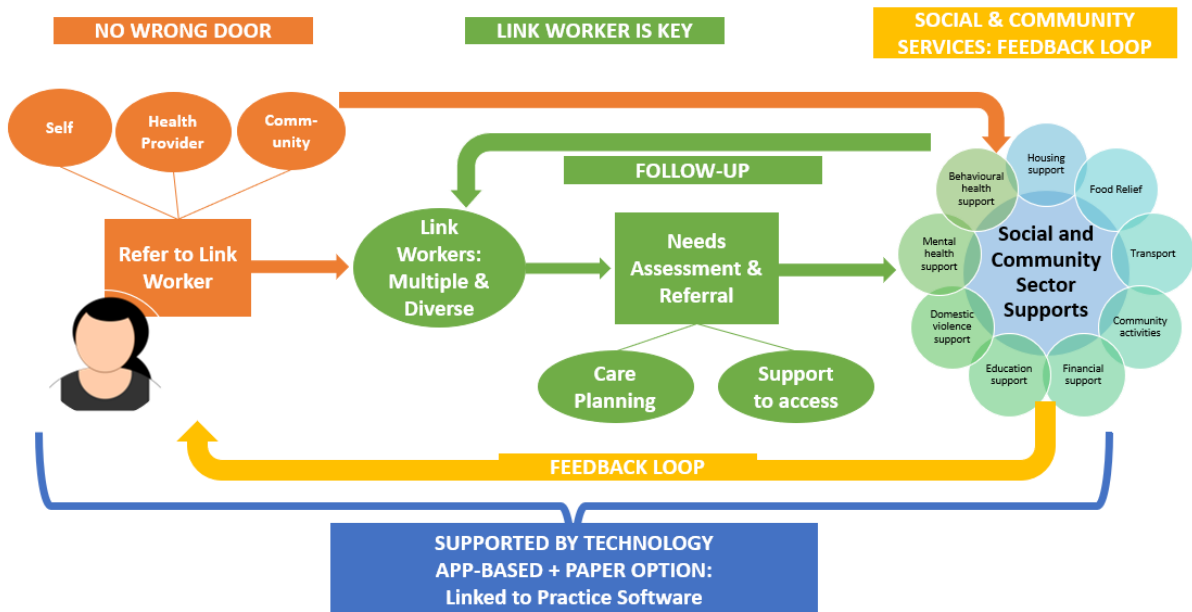 NO WRONG DOOR
LINK WORKER IS KEY
SOCIAL & COMMUNITY
SERVICES: FEEDBACK LOOP
Self
Health
Provider
Comm-
unity
Refer to Link
Worker
FOLLOW-UP
Link
Workers:
Multiple &
Diverse
Needs
Assessment &
Referral
Care
Planning
Support
to access
Social and
Community
Sector
Supports
Housing
support
Food Relief
Transport
Community
activities
Financial
support
Education
support
Domestic
violence
support
Mental
health
support
Behavioural
health
support
FEEDBACK LOOP
SUPPORTED BY TECHNOLOGY
APP-BASED + PAPER OPTION:
Linked to Practice Software